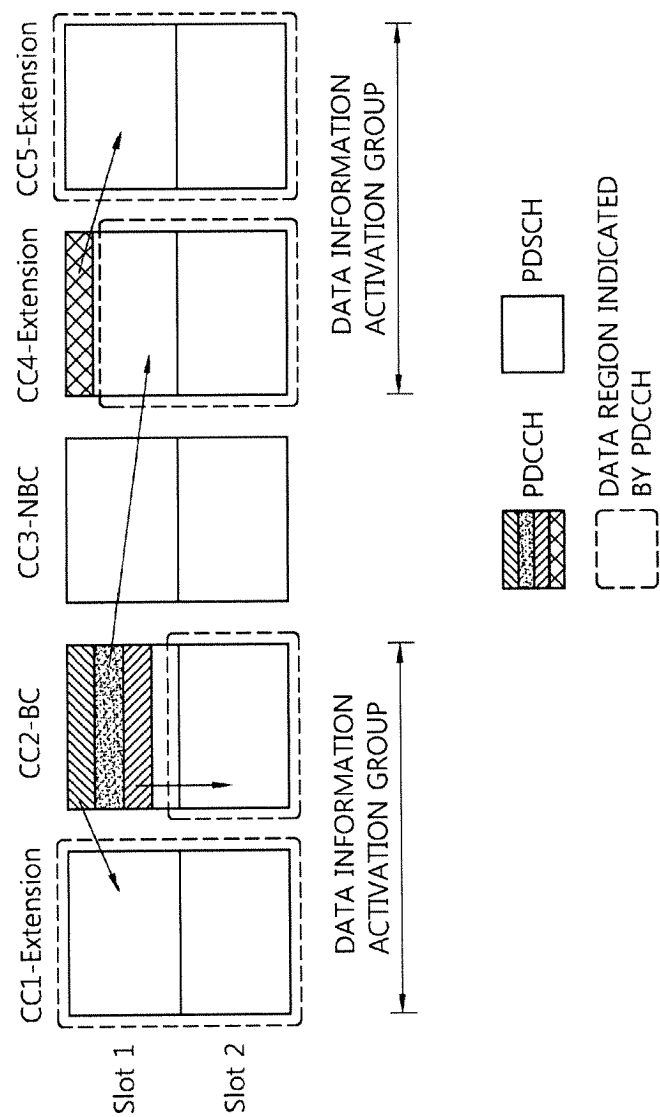 CC1-Extension
CC2-BC
CC3-NBC
CC4-Extension
CC5-Extension
Slot 1
Slot 2
DATA INFORMATION
ACTIVATION GROUP
DATA INFORMATION
ACTIVATION GROUP
PDCCH
PDSCH
DATA REGION INDICATED
BY PDCCH